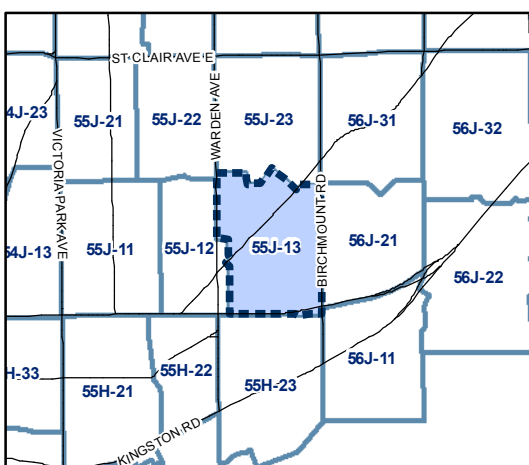 ST CLAIR AVE E
4J-23
55J-21
55J-22
55J-23
56J-31
56J-32
VICTORIA PARK AVE
WARDEN AVE
BIRCHMOUNT RD
54J-13
55J-11
55J-12
55J-13
56J-21
56J-22
H-33
55H-21
55H-22
55H-23
56J-11
KINGSTON RD